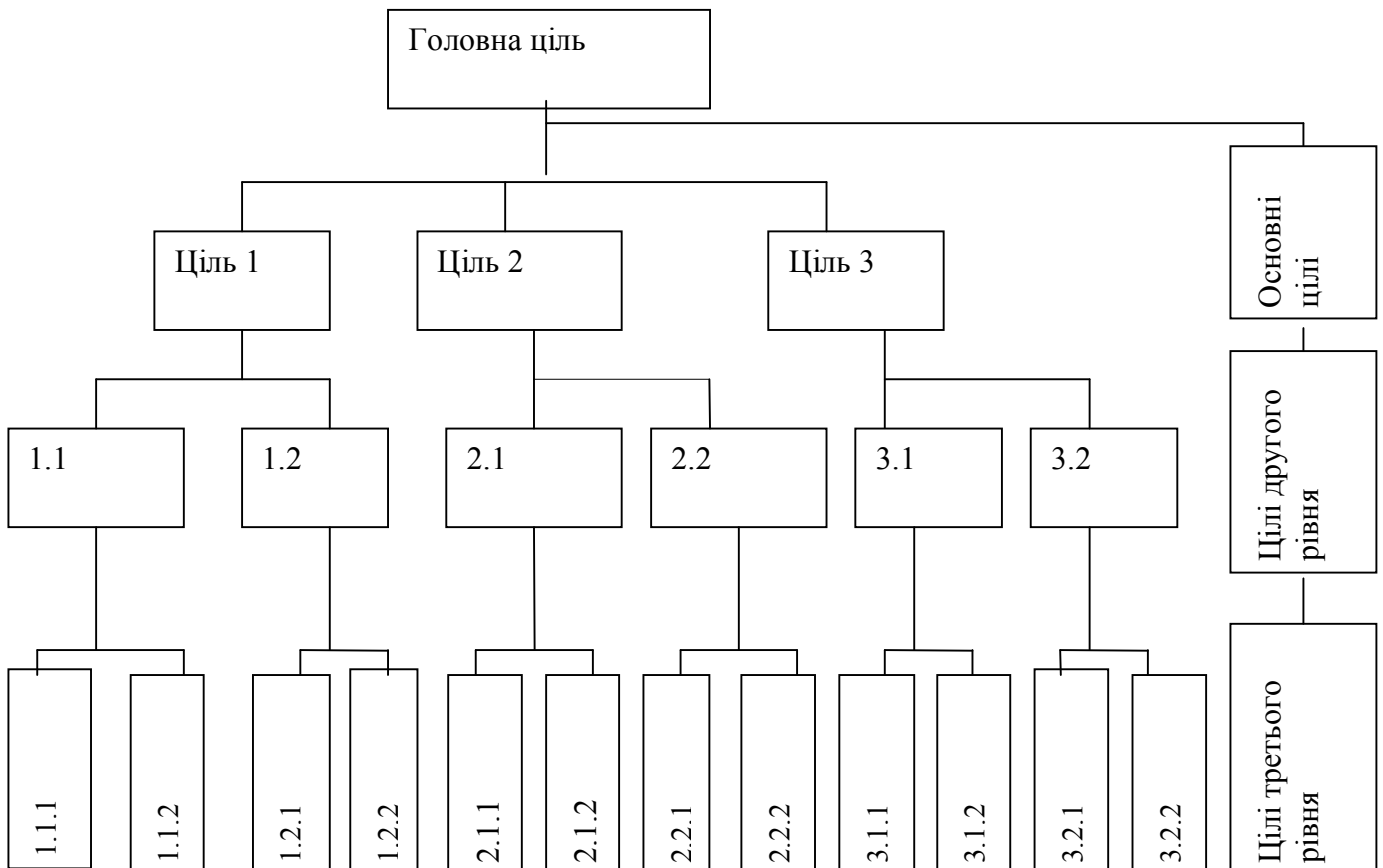 Головна ціль
Основні
цілі
Ціль 1
Ціль 2
Ціль 3
Цілі другого
рівня
1.1
1.2
2.1
2.2
3.1
3.2
Цілі третього
рівня
1.1.1
1.1.2
1.2.1
1.2.2
2.1.1
2.1.2
2.2.1
2.2.2
3.1.1
3.1.2
3.2.1
3.2.2